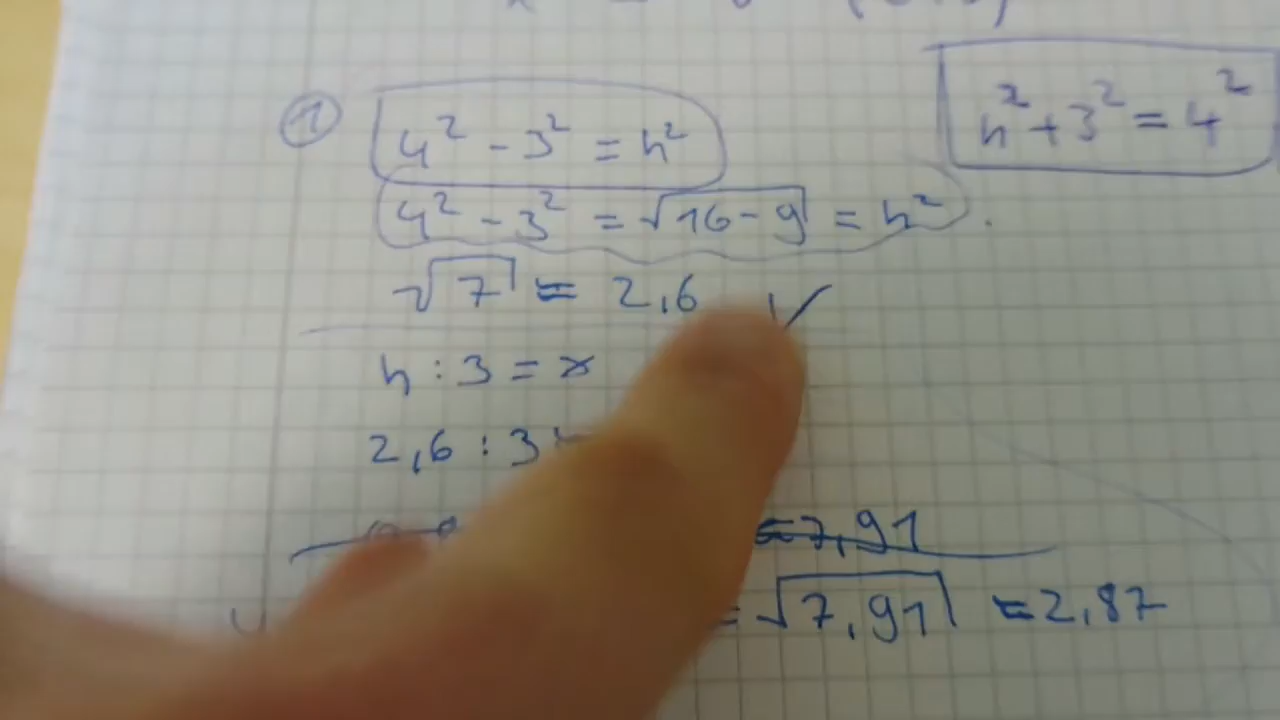 ① 4² - 3² = h²
h² + 3² = 4²
4² - 3² = √16 - 9 = h²
√7 = 2,6
h : 3 = x
2,6 : 3
≈ 7,91
= √7,91 ≈ 2,87